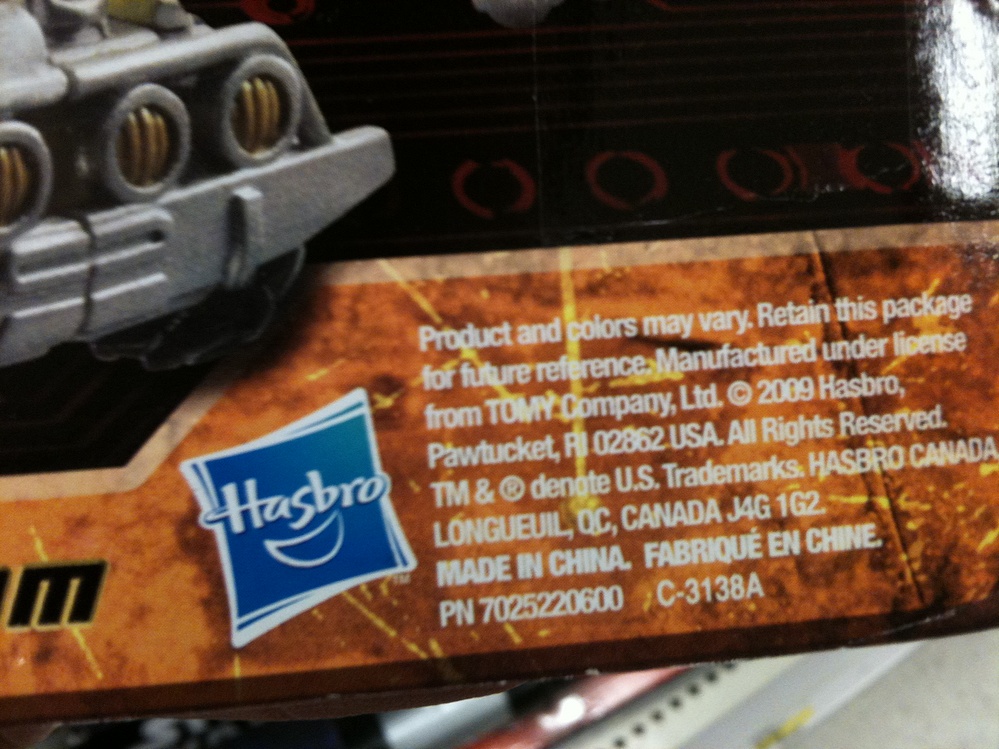 Product and colors may vary. Retain this package
for future reference. Manufactured under license
from TOMY Company, Ltd. © 2009 Hasbro,
Pawtucket, RI 02862 USA. All Rights Reserved.
TM & ® denote U.S. Trademarks. HASBRO CANADA
LONGUEUIL, QC, CANADA J4G 1G2.
MADE IN CHINA. FABRIQUÉ EN CHINE.
PN 7025220600 C-3138A
Hasbro
TM